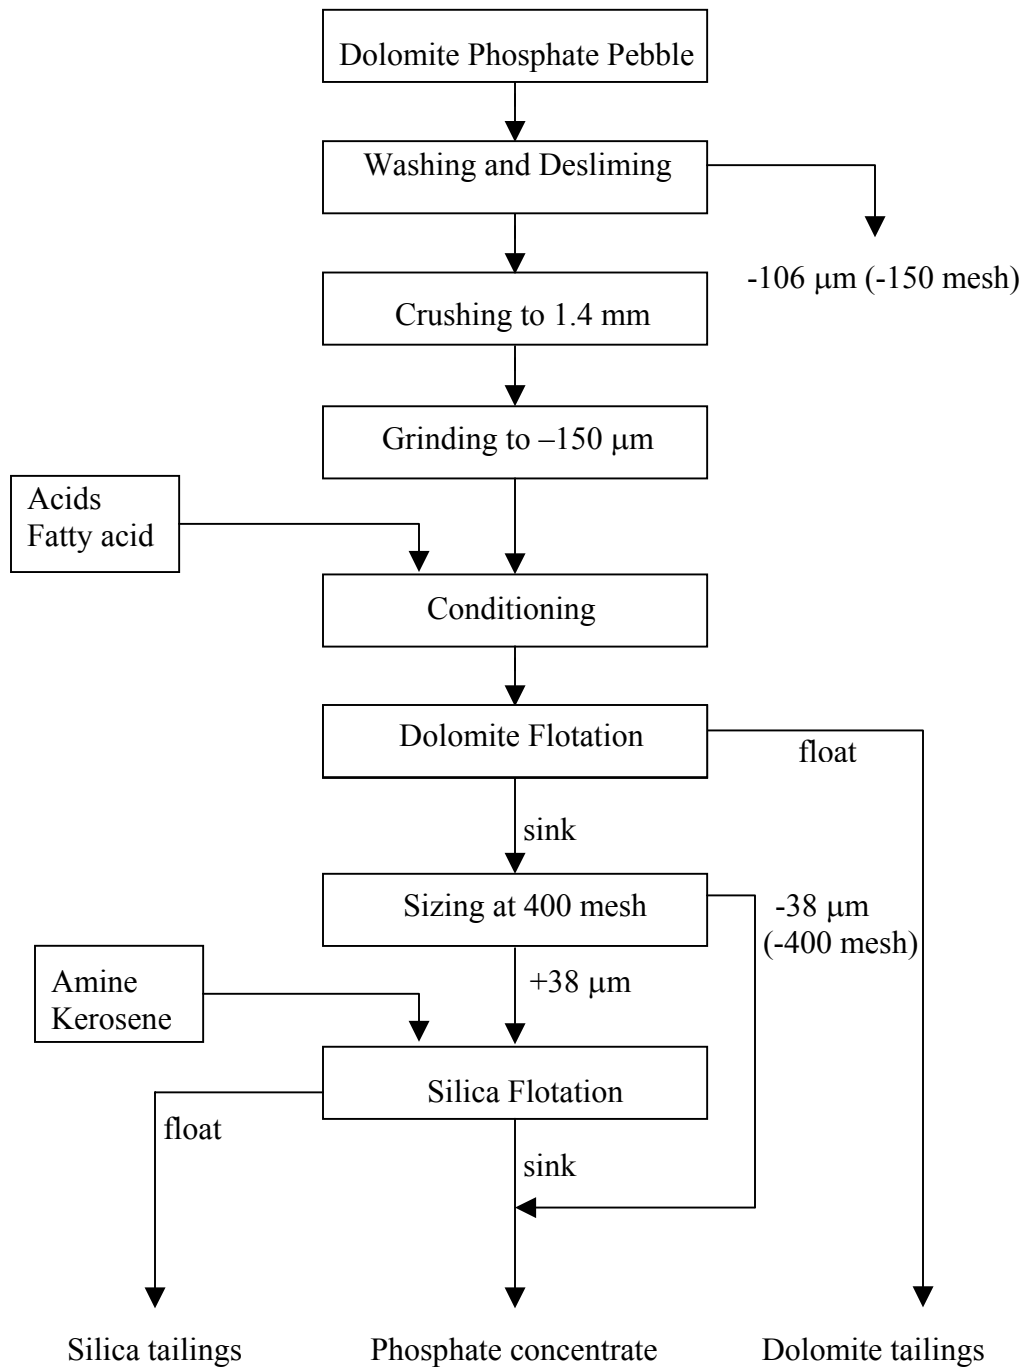 Dolomite Phosphate Pebble
Washing and Desliming
-106 μm (-150 mesh)
Crushing to 1.4 mm
Grinding to –150 μm
Acids
Fatty acid
Conditioning
Dolomite Flotation
float
sink
Sizing at 400 mesh
-38 μm
(-400 mesh)
+38 μm
Amine
Kerosene
Silica Flotation
float
sink
Silica tailings
Phosphate concentrate
Dolomite tailings